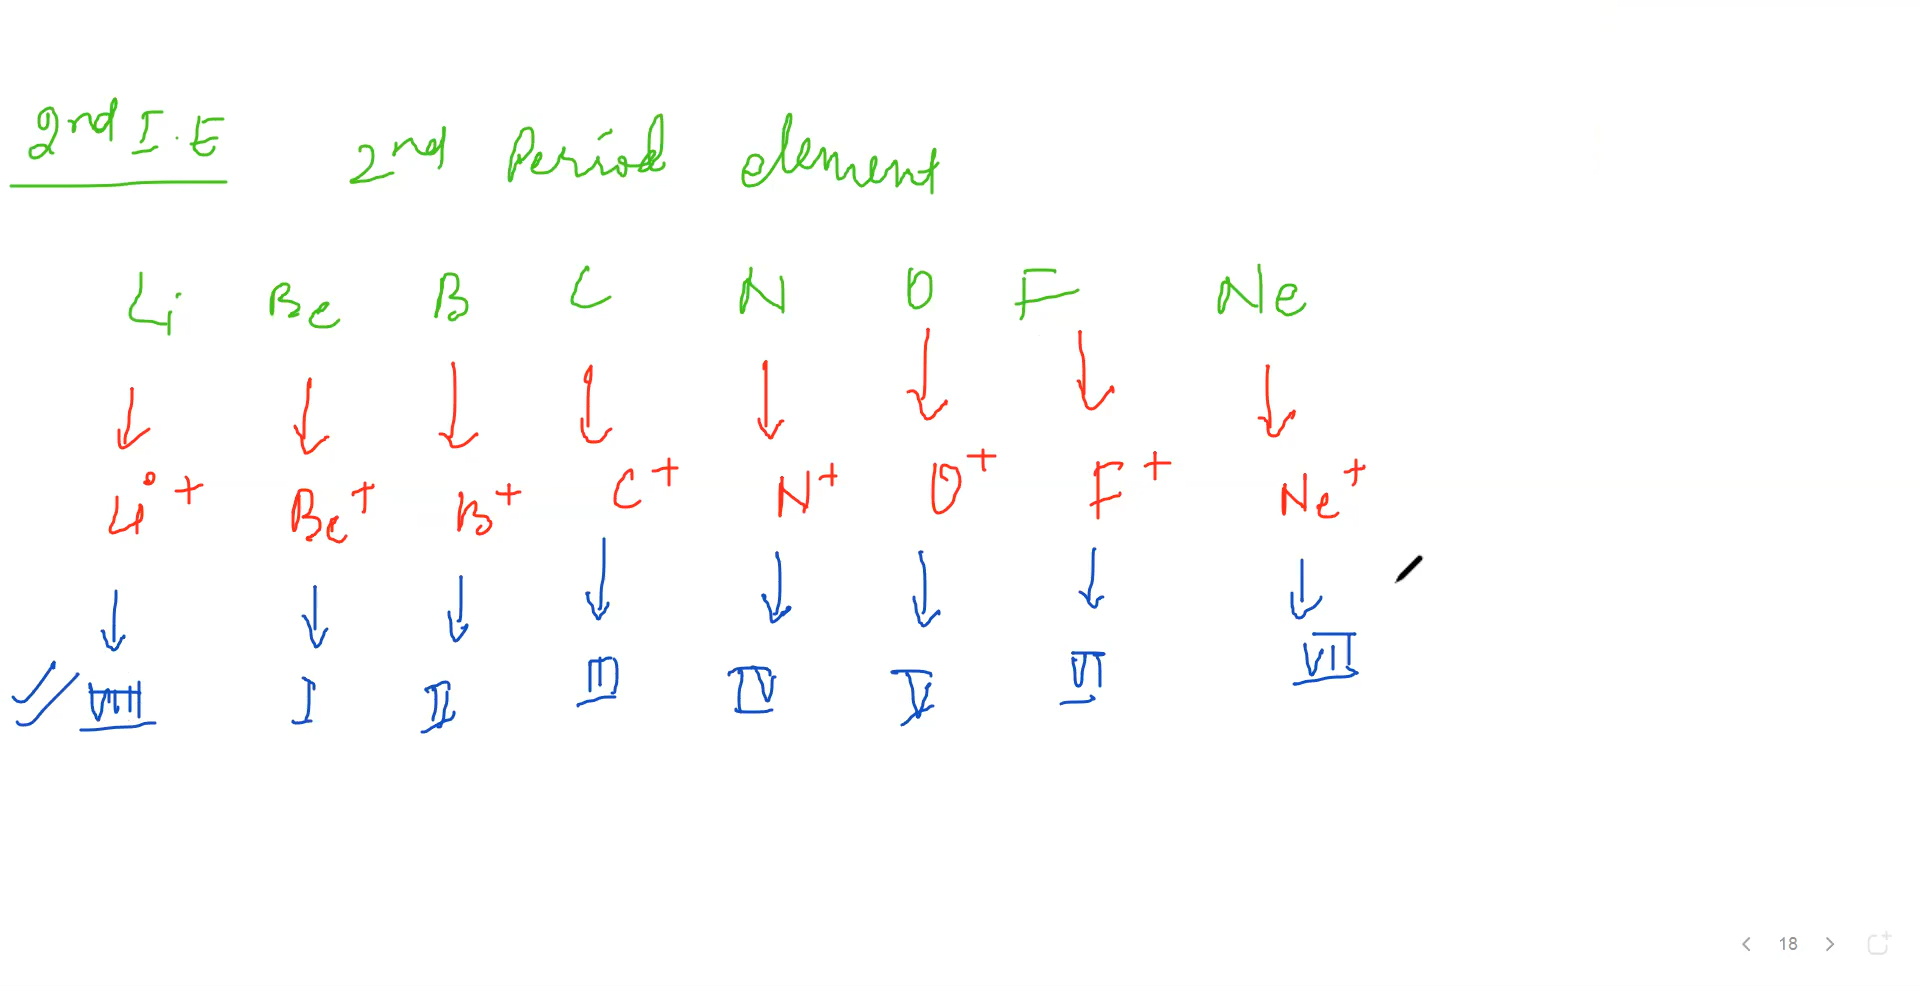 2nd I.E 2nd Period element
Li Be B C N O F Ne
Li+ Be+ B+ C+ N+ O+ F+ Ne+
VIII I II III IV V VI VII
18